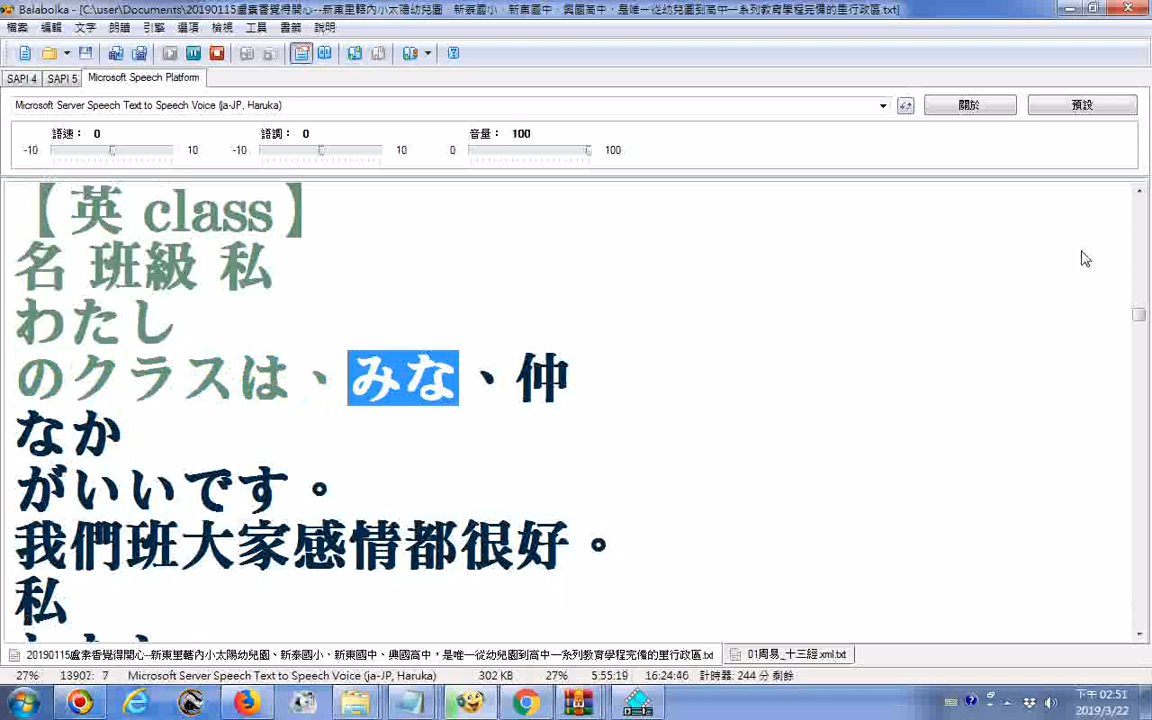 Balabolka - [C:\user\Documents\20190115盧素香覺得開心--新東里轄內小太陽幼兒園、新泰國小、新東國中、興國高中，是唯一從幼兒園到高中一系列教育學程完備的里行政區.txt]
檔案 編輯 文字 朗讀 引擎 選項 檢視 工具 書籤 說明
SAPI 4 SAPI 5 Microsoft Speech Platform
Microsoft Server Speech Text to Speech Voice (ja-JP, Haruka) 關於 預設
語速： 0 語調： 0 音量： 100
-10 10 -10 10 0 100
【英 class】
名 班級 私
わたし
のクラスは、みな、仲
なか
がいいです。
我們班大家感情都很好。
私
20190115盧素香覺得開心--新東里轄內小太陽幼兒園、新泰國小、新東國中、興國高中，是唯一從幼兒園到高中一系列教育學程完備的里行政區.txt 01周易_十三經.xml.txt
27% 13907: 7 Microsoft Server Speech Text to Speech Voice (ja-JP, Haruka) 302 KB 27% 5:55:19 16:24:46 計時器: 244 分 剩餘
下午 02:51
2019/3/22